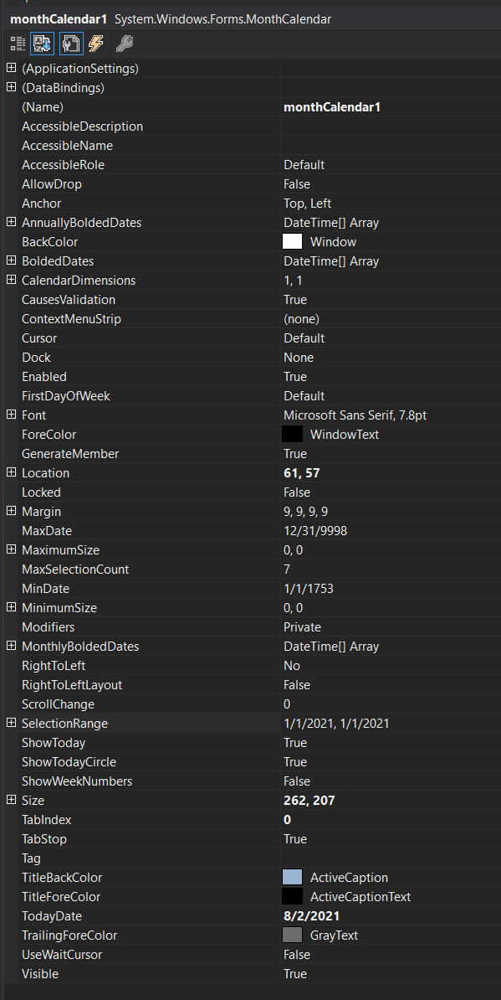 monthCalendar1 System.Windows.Forms.MonthCalendar
(ApplicationSettings)
(DataBindings)
(Name) monthCalendar1
AccessibleDescription
AccessibleName
AccessibleRole Default
AllowDrop False
Anchor Top, Left
AnnuallyBoldedDates DateTime[] Array
BackColor Window
BoldedDates DateTime[] Array
CalendarDimensions 1, 1
CausesValidation True
ContextMenuStrip (none)
Cursor Default
Dock None
Enabled True
FirstDayOfWeek Default
Font Microsoft Sans Serif, 7.8pt
ForeColor WindowText
GenerateMember True
Location 61, 57
Locked False
Margin 9, 9, 9, 9
MaxDate 12/31/9998
MaximumSize 0, 0
MaxSelectionCount 7
MinDate 1/1/1753
MinimumSize 0, 0
Modifiers Private
MonthlyBoldedDates DateTime[] Array
RightToLeft No
RightToLeftLayout False
ScrollChange 0
SelectionRange 1/1/2021, 1/1/2021
ShowToday True
ShowTodayCircle True
ShowWeekNumbers False
Size 262, 207
TabIndex 0
TabStop True
Tag
TitleBackColor ActiveCaption
TitleForeColor ActiveCaptionText
TodayDate 8/2/2021
TrailingForeColor GrayText
UseWaitCursor False
Visible True